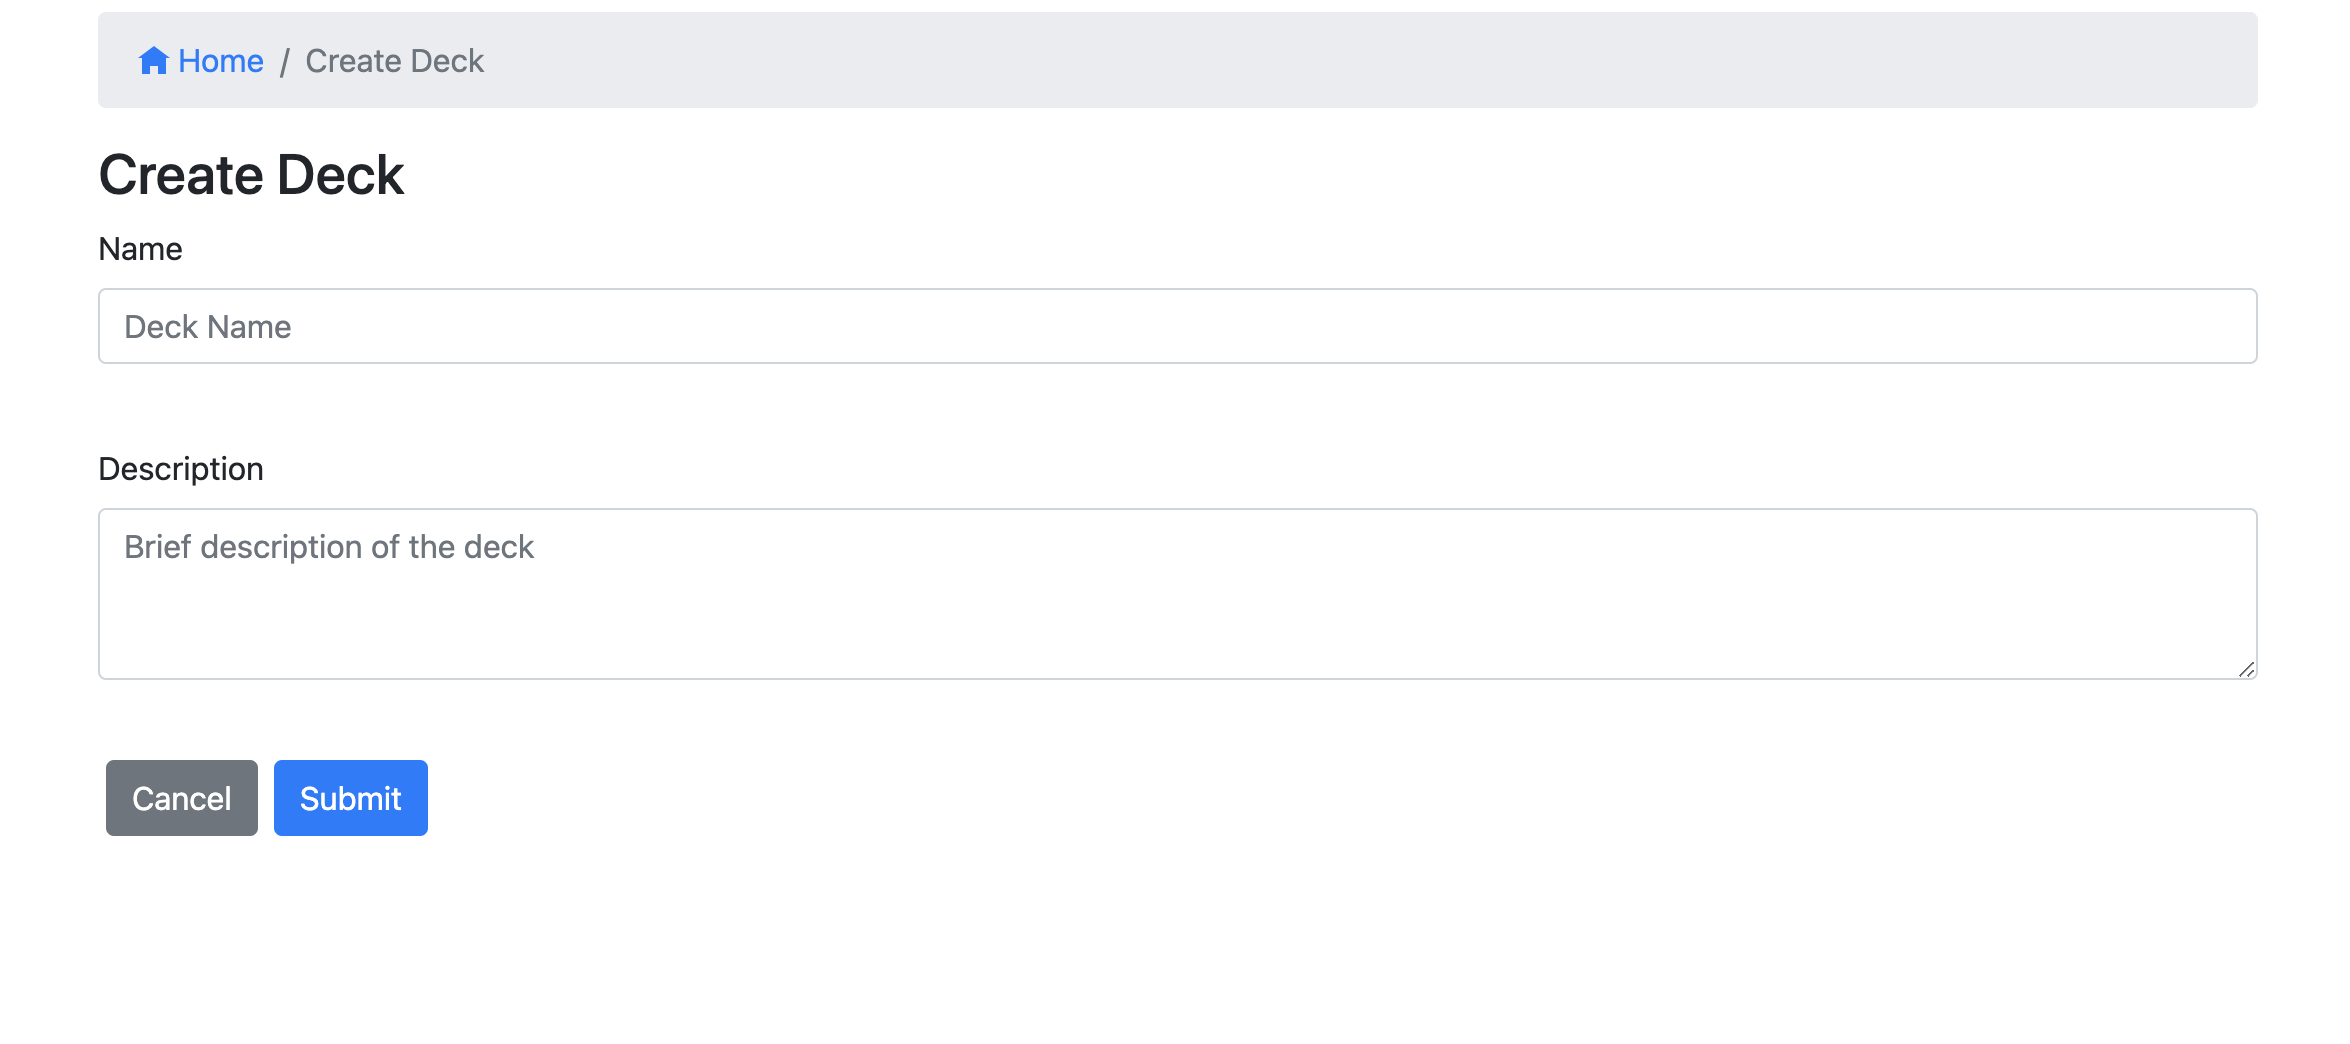 Home / Create Deck
Create Deck
Name
Deck Name
Description
Brief description of the deck
Cancel Submit